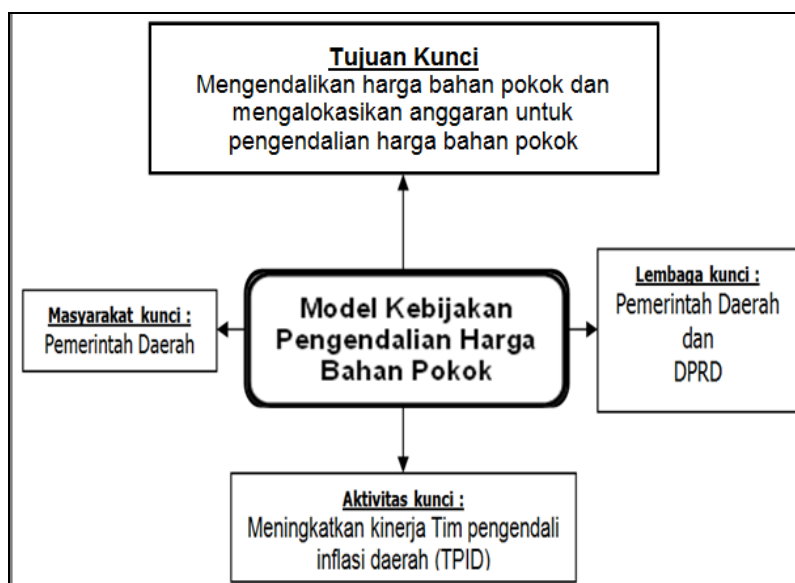 Tujuan Kunci
Mengendalikan harga bahan pokok dan
mengalokasikan anggaran untuk
pengendalian harga bahan pokok
Masyarakat kunci :
Pemerintah Daerah
Model Kebijakan
Pengendalian Harga
Bahan Pokok
Lembaga kunci :
Pemerintah Daerah
dan
DPRD
Aktivitas kunci :
Meningkatkan kinerja Tim pengendali
inflasi daerah (TPID)